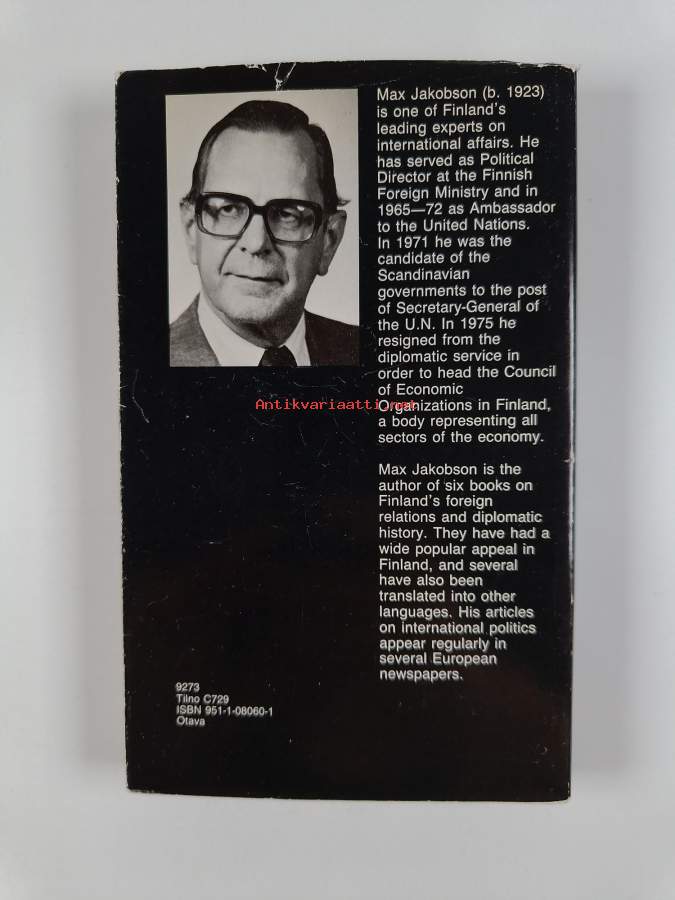 Max Jakobson (b. 1923)
is one of Finland's
leading experts on
international affairs. He
has served as Political
Director at the Finnish
Foreign Ministry and in
1965—72 as Ambassador
to the United Nations.
In 1971 he was the
candidate of the
Scandinavian
governments to the post
of Secretary-General of
the U.N. In 1975 he
resigned from the
diplomatic service in
order to head the Council
of Economic
Organizations in Finland,
a body representing all
sectors of the economy.
Max Jakobson is the
author of six books on
Finland's foreign
relations and diplomatic
history. They have had a
wide popular appeal in
Finland, and several
have also been
translated into other
languages. His articles
on international politics
appear regularly in
several European
newspapers.
Antikvariaatti.net
9273
Tilno C729
ISBN 951-1-08060-1
Otava